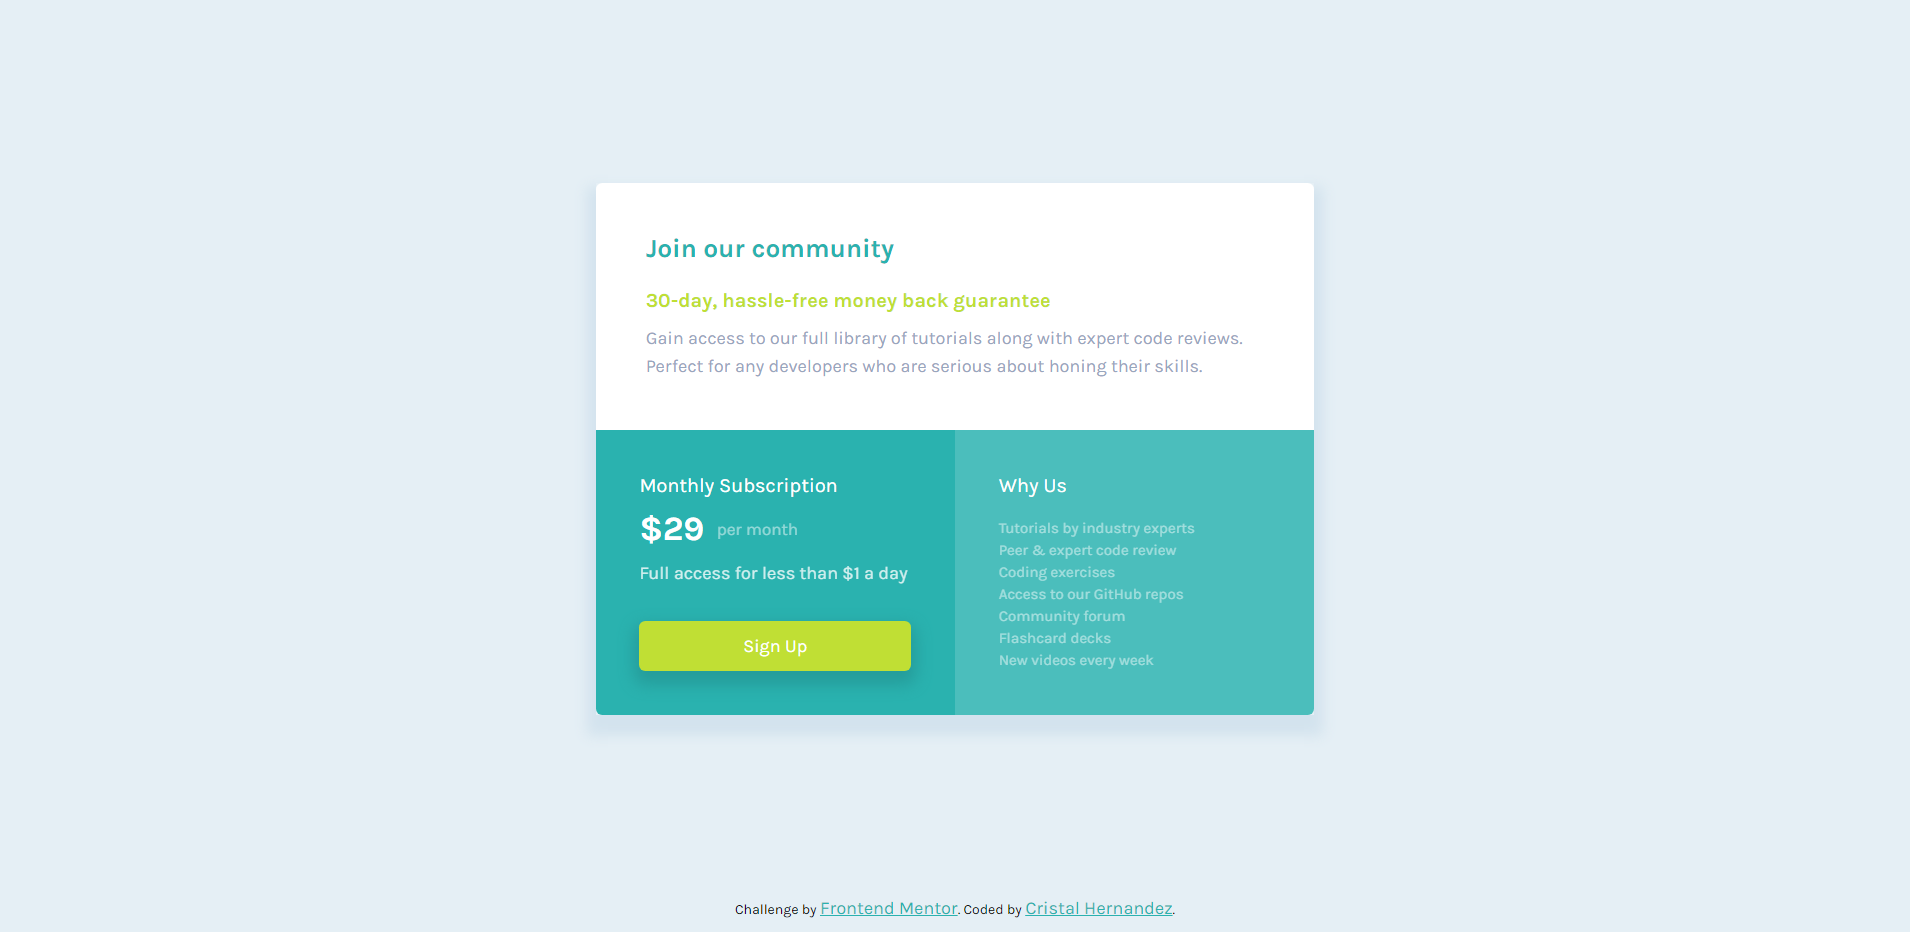 Join our community
30-day, hassle-free money back guarantee
Gain access to our full library of tutorials along with expert code reviews.
Perfect for any developers who are serious about honing their skills.
Monthly Subscription
$29 per month
Full access for less than $1 a day
Sign Up
Why Us
Tutorials by industry experts
Peer & expert code review
Coding exercises
Access to our GitHub repos
Community forum
Flashcard decks
New videos every week
Challenge by Frontend Mentor. Coded by Cristal Hernandez.